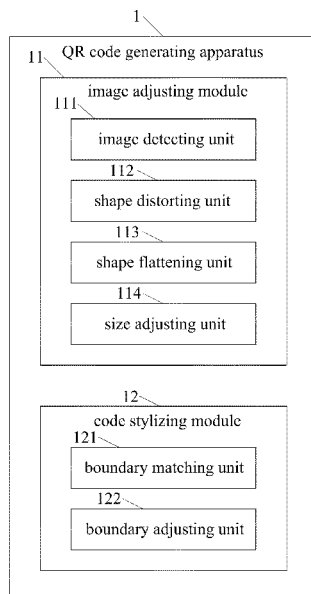 1
QR code generating apparatus
11
image adjusting module
111
image detecting unit
112
shape distorting unit
113
shape flattening unit
114
size adjusting unit
12
code stylizing module
121
boundary matching unit
122
boundary adjusting unit